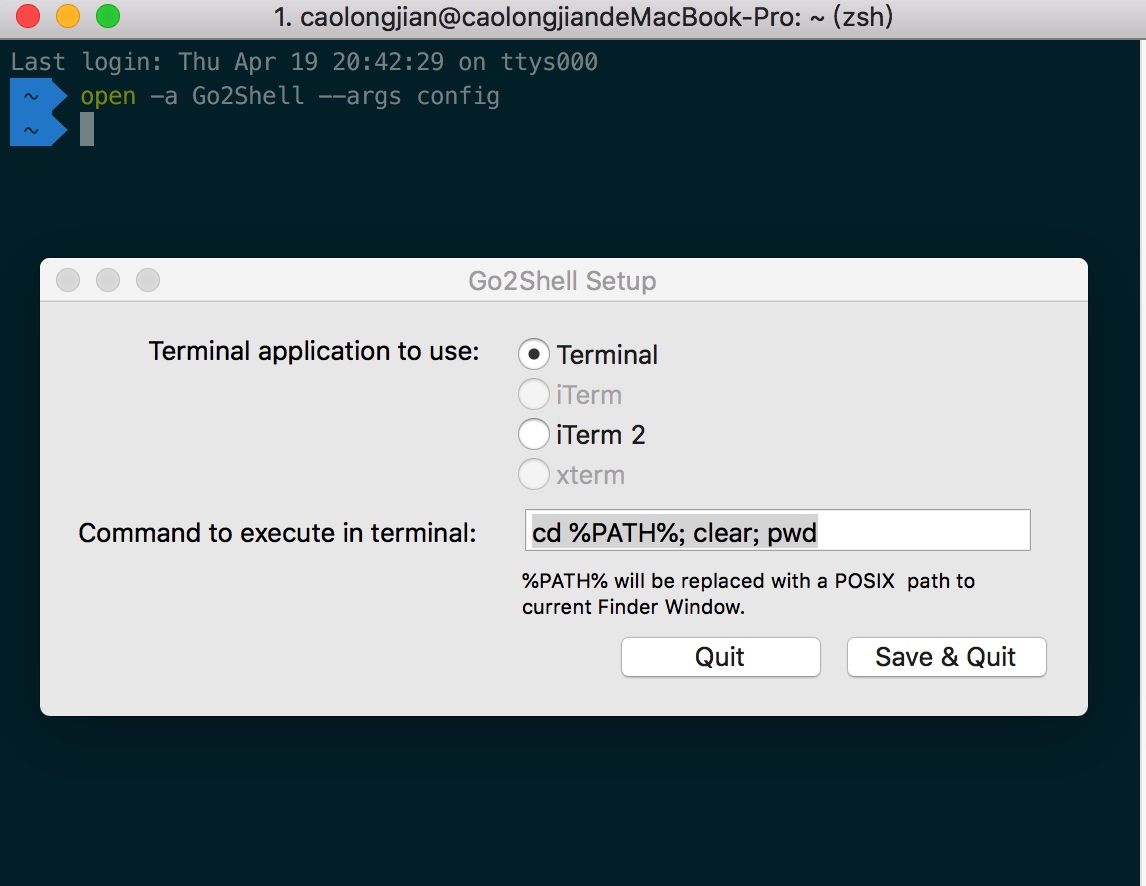 1. caolongjian@caolongjiandeMacBook-Pro: ~ (zsh)
Last login: Thu Apr 19 20:42:29 on ttys000
~ open -a Go2Shell --args config
~
Go2Shell Setup
Terminal application to use:
Terminal
iTerm
iTerm 2
xterm
Command to execute in terminal:
cd %PATH%; clear; pwd
%PATH% will be replaced with a POSIX  path to
current Finder Window.
Quit
Save & Quit